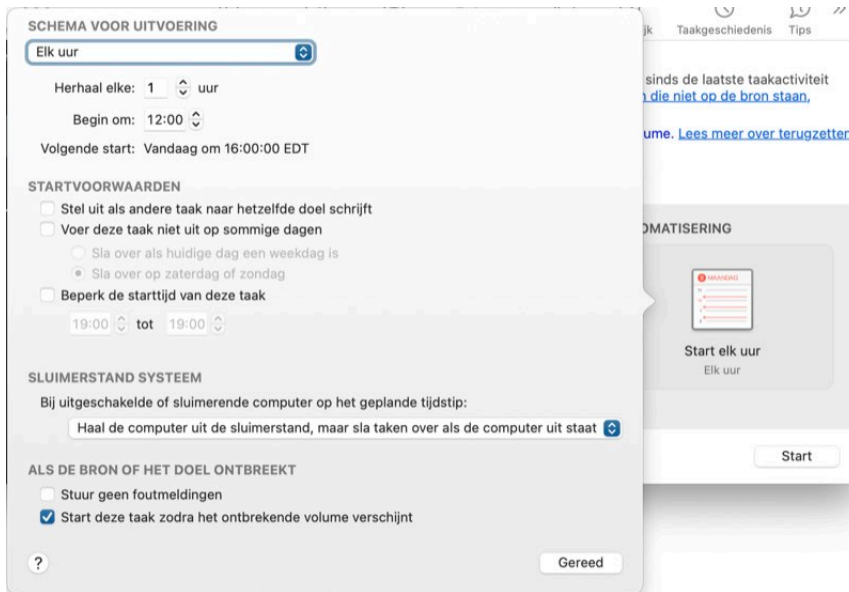 SCHEMA VOOR UITVOERING
Elk uur
Herhaal elke: 1 uur
Begin om: 12:00
Volgende start: Vandaag om 16:00:00 EDT
STARTVOORWAARDEN
Stel uit als andere taak naar hetzelfde doel schrijft
Voer deze taak niet uit op sommige dagen
Sla over als huidige dag een weekdag is
Sla over op zaterdag of zondag
Beperk de starttijd van deze taak
19:00 tot 19:00
SLUIMERSTAND SYSTEEM
Bij uitgeschakelde of sluimerende computer op het geplande tijdstip:
Haal de computer uit de sluimerstand, maar sla taken over als de computer uit staat
ALS DE BRON OF HET DOEL ONTBREEKT
Stuur geen foutmeldingen
Start deze taak zodra het ontbrekende volume verschijnt
?
Gereed
jk Taakgeschiedenis Tips
sinds de laatste taakactiviteit
die niet op de bron staan,
ume. Lees meer over terugzetten
OMATISERING
MAANDAG
Start elk uur
Elk uur
Start